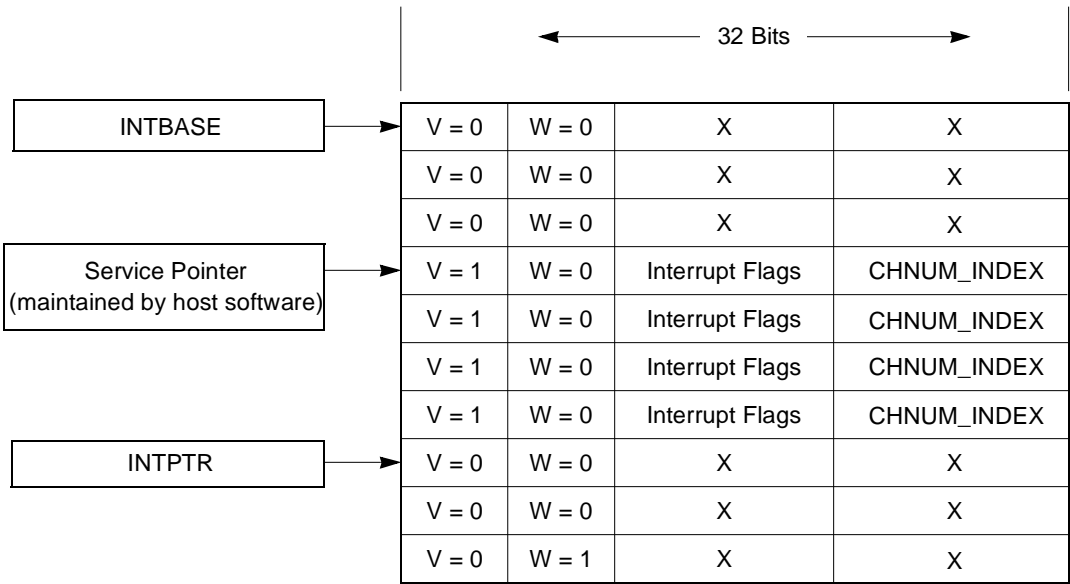 32 Bits
INTBASE
V = 0 W = 0 X X
V = 0 W = 0 X X
V = 0 W = 0 X X
Service Pointer
(maintained by host software)
V = 1 W = 0 Interrupt Flags CHNUM_INDEX
V = 1 W = 0 Interrupt Flags CHNUM_INDEX
V = 1 W = 0 Interrupt Flags CHNUM_INDEX
V = 1 W = 0 Interrupt Flags CHNUM_INDEX
INTPTR
V = 0 W = 0 X X
V = 0 W = 0 X X
V = 0 W = 1 X X